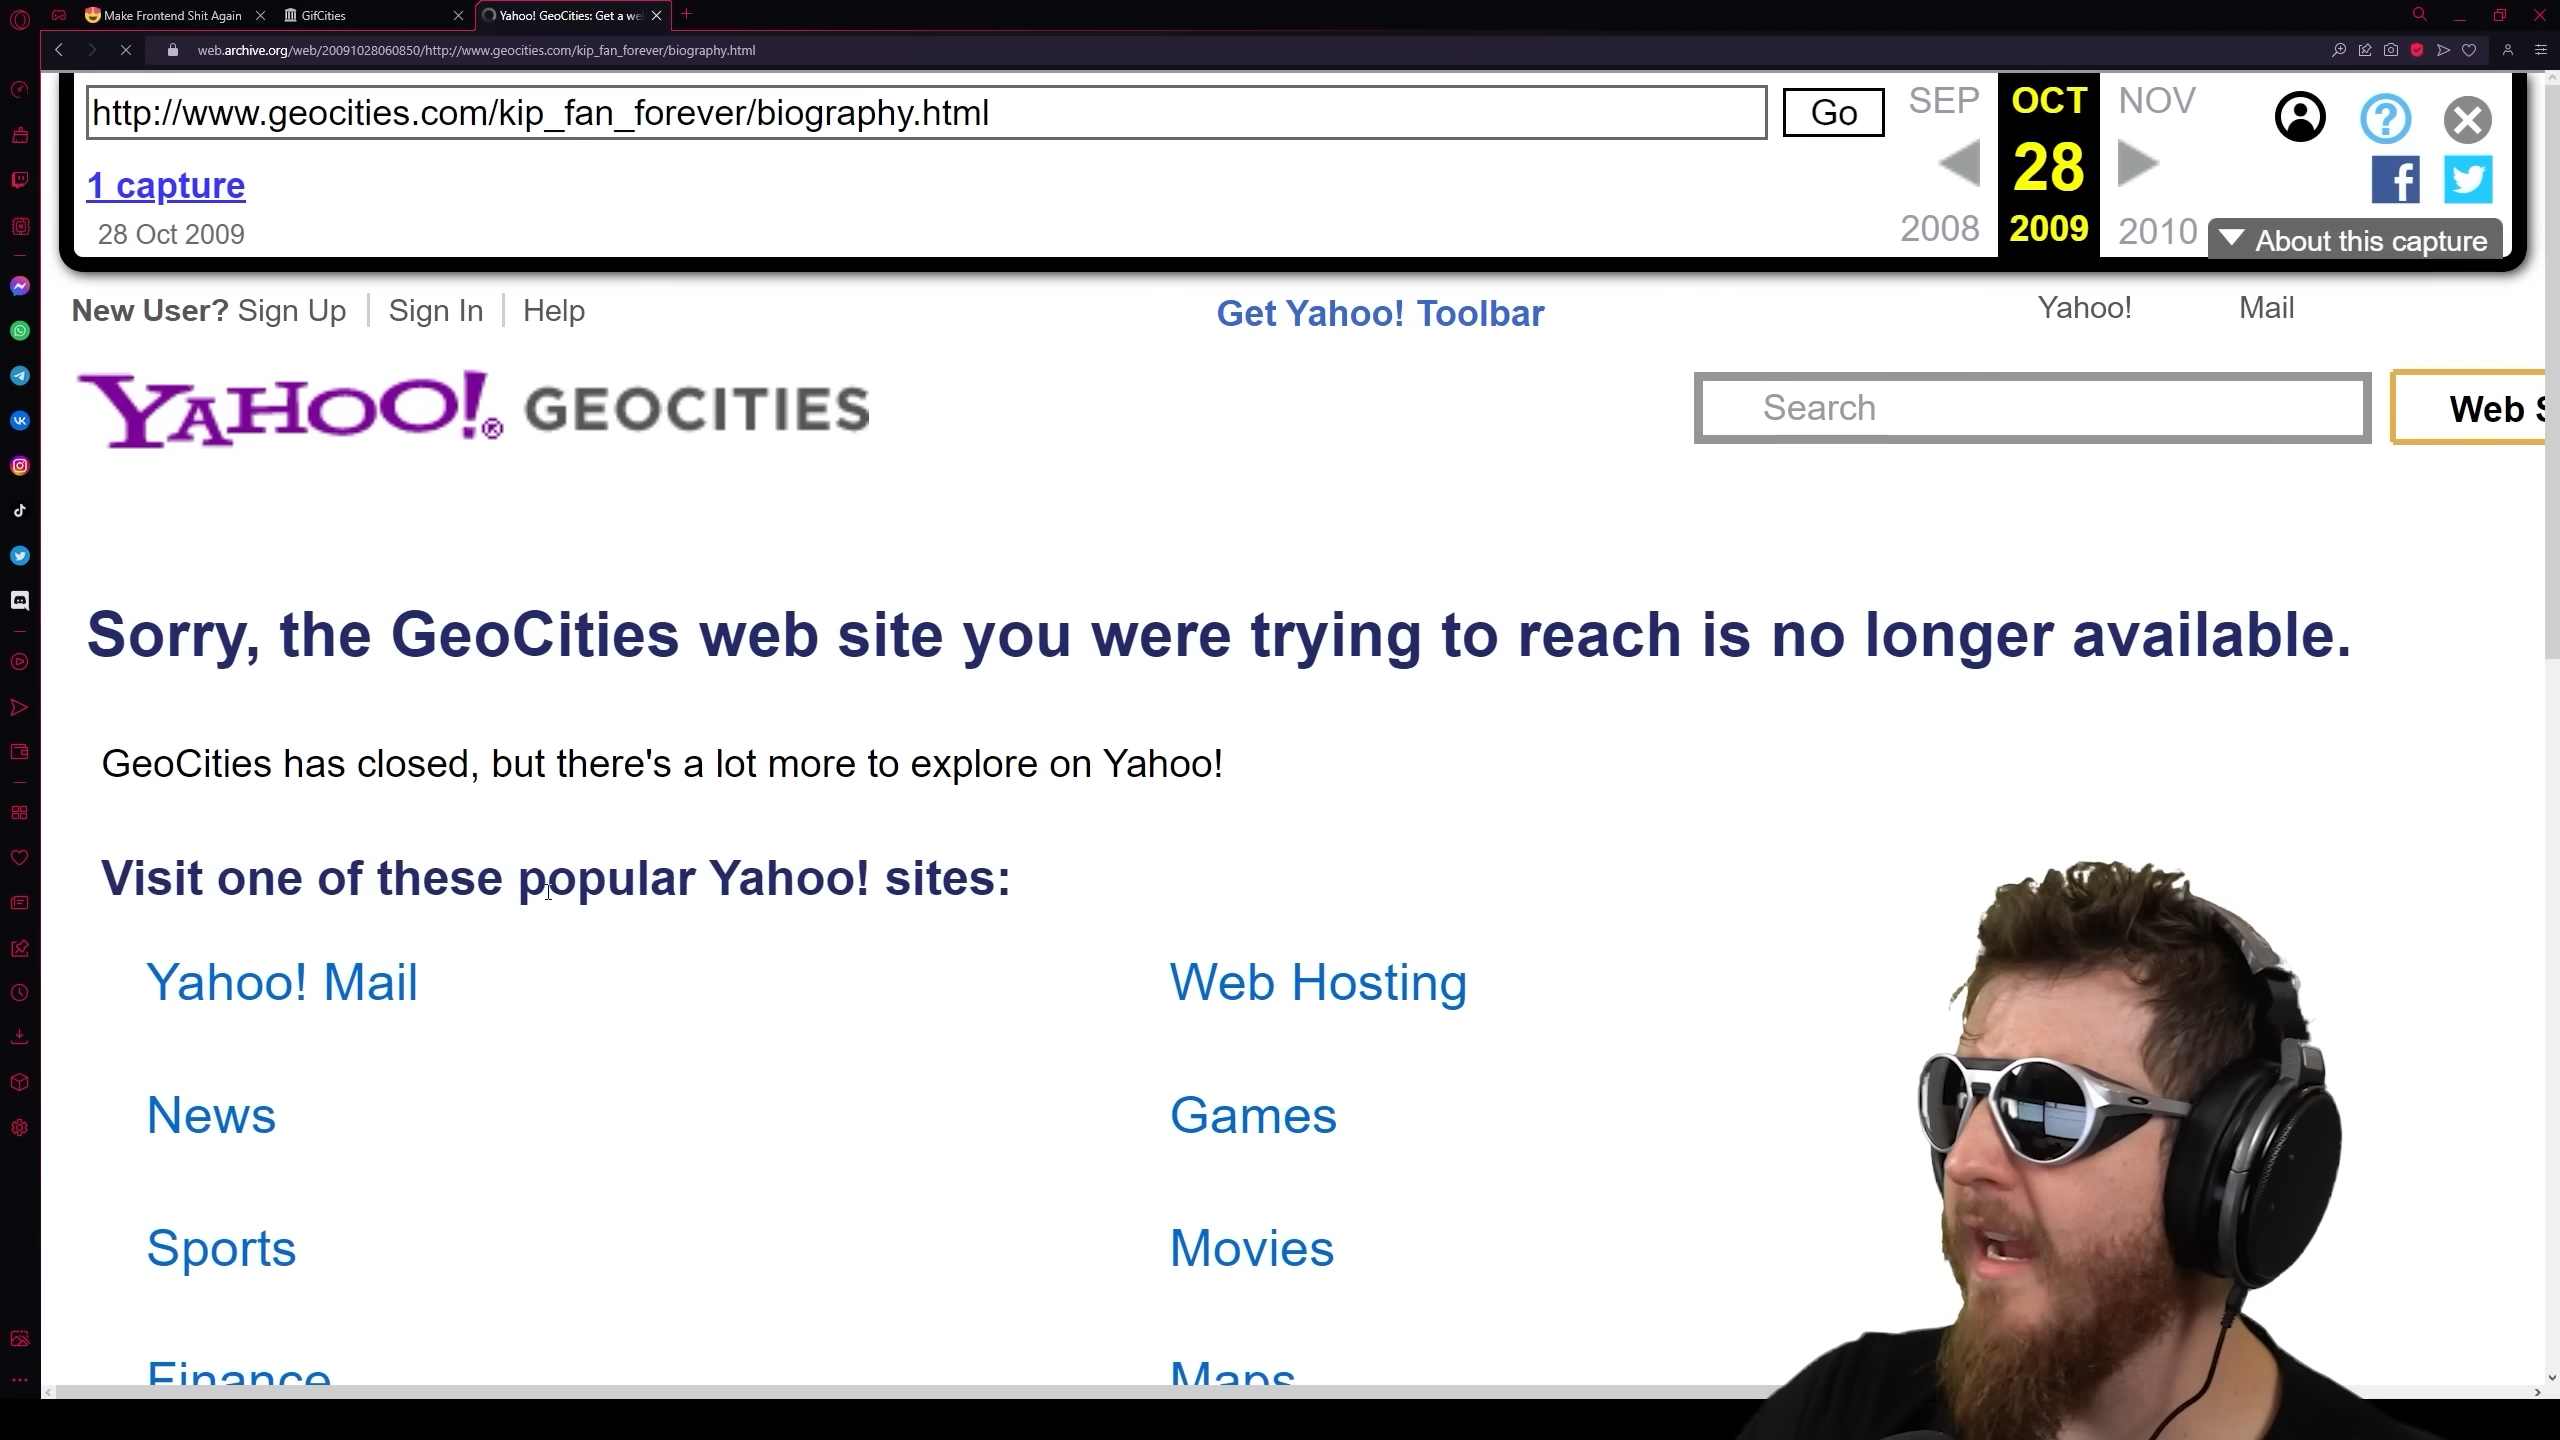 Make Frontend Shit Again
GifCities
Yahoo! GeoCities: Get a we
web.archive.org/web/20091028060850/http://www.geocities.com/kip_fan_forever/biography.html
http://www.geocities.com/kip_fan_forever/biography.html
Go
SEP
OCT
NOV
1 capture
28
28 Oct 2009
2008
2009
2010
About this capture
New User? Sign Up
Sign In
Help
Get Yahoo! Toolbar
Yahoo!
Mail
YAHOO!® GEOCITIES
Search
Web S
Sorry, the GeoCities web site you were trying to reach is no longer available.
GeoCities has closed, but there's a lot more to explore on Yahoo!
Visit one of these popular Yahoo! sites:
Yahoo! Mail
Web Hosting
News
Games
Sports
Movies
Finance
Maps